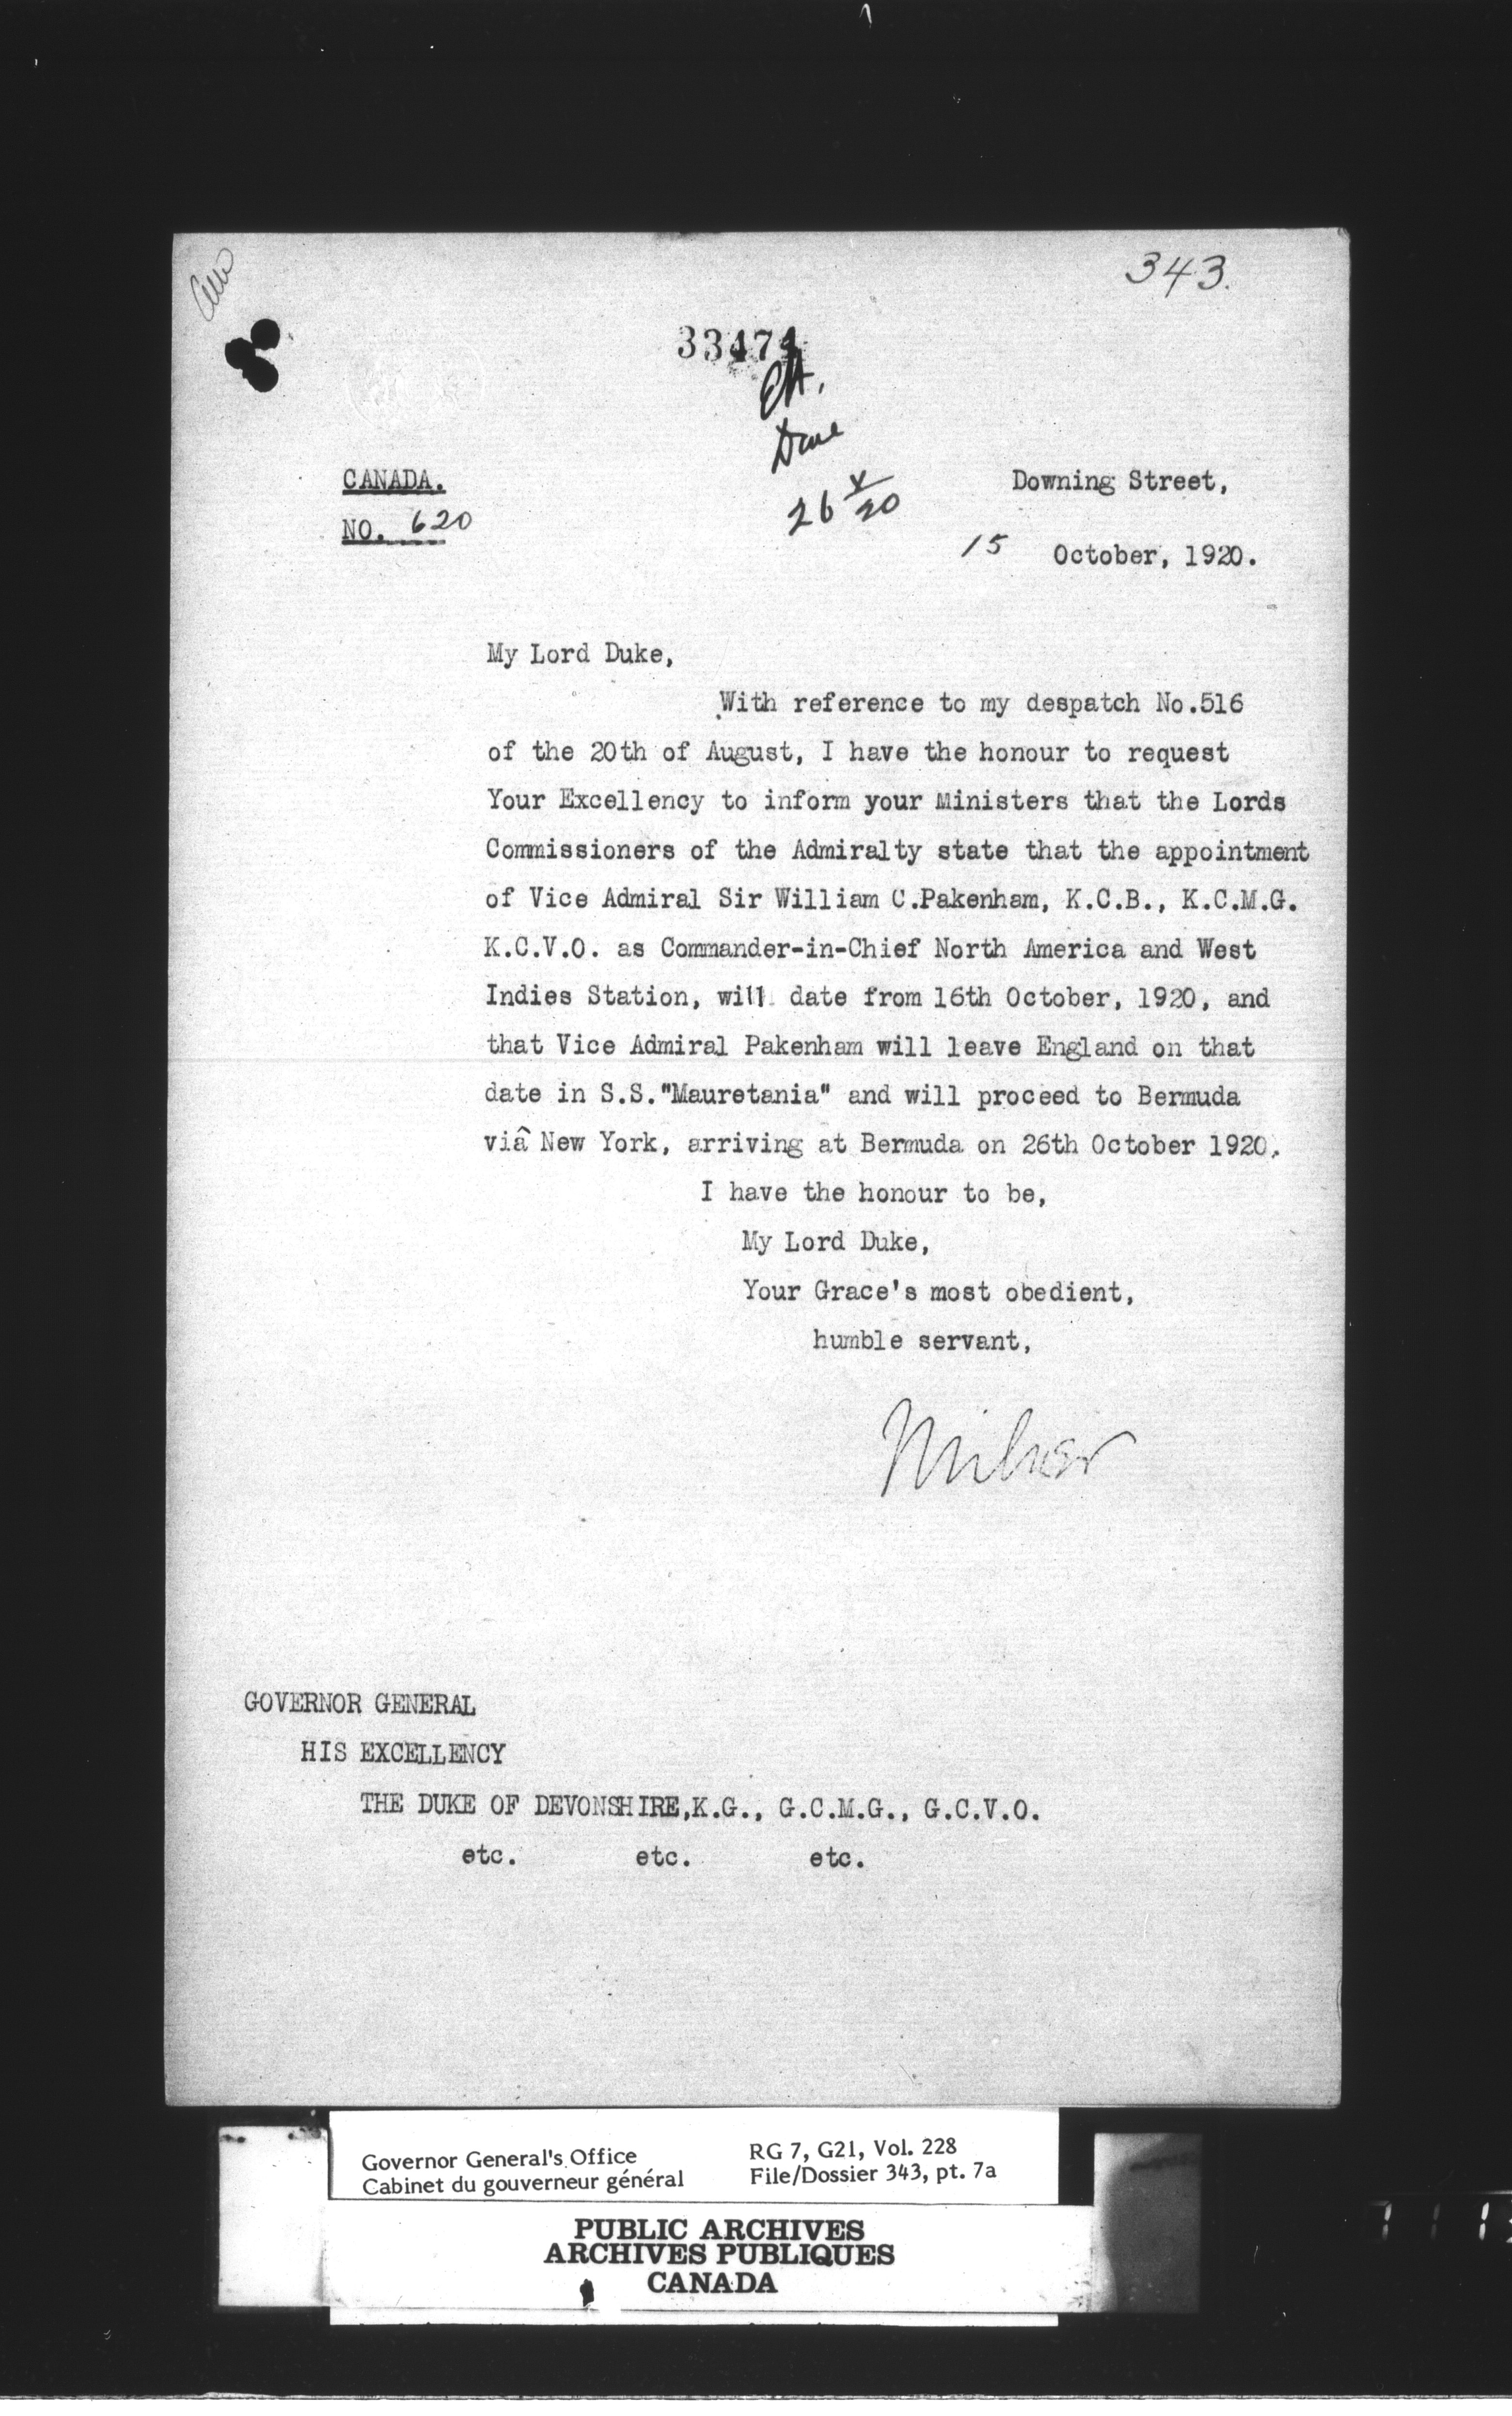 343.
33474
CANADA.
NO. 620
26 X/20
Downing Street,
15 October, 1920.
My Lord Duke,
With reference to my despatch No.516
of the 20th of August, I have the honour to request
Your Excellency to inform your Ministers that the Lords
Commissioners of the Admiralty state that the appointment
of Vice Admiral Sir William C.Pakenham, K.C.B., K.C.M.G.
K.C.V.O. as Commander-in-Chief North America and West
Indies Station, will date from 16th October, 1920, and
that Vice Admiral Pakenham will leave England on that
date in S.S."Mauretania" and will proceed to Bermuda
viâ New York, arriving at Bermuda on 26th October 1920.
I have the honour to be,
My Lord Duke,
Your Grace's most obedient,
humble servant,
Milner
GOVERNOR GENERAL
HIS EXCELLENCY
THE DUKE OF DEVONSHIRE,K.G., G.C.M.G., G.C.V.O.
etc. etc. etc.
Governor General's Office
Cabinet du gouverneur général
RG 7, G21, Vol. 228
File/Dossier 343, pt. 7a
PUBLIC ARCHIVES
ARCHIVES PUBLIQUES
CANADA